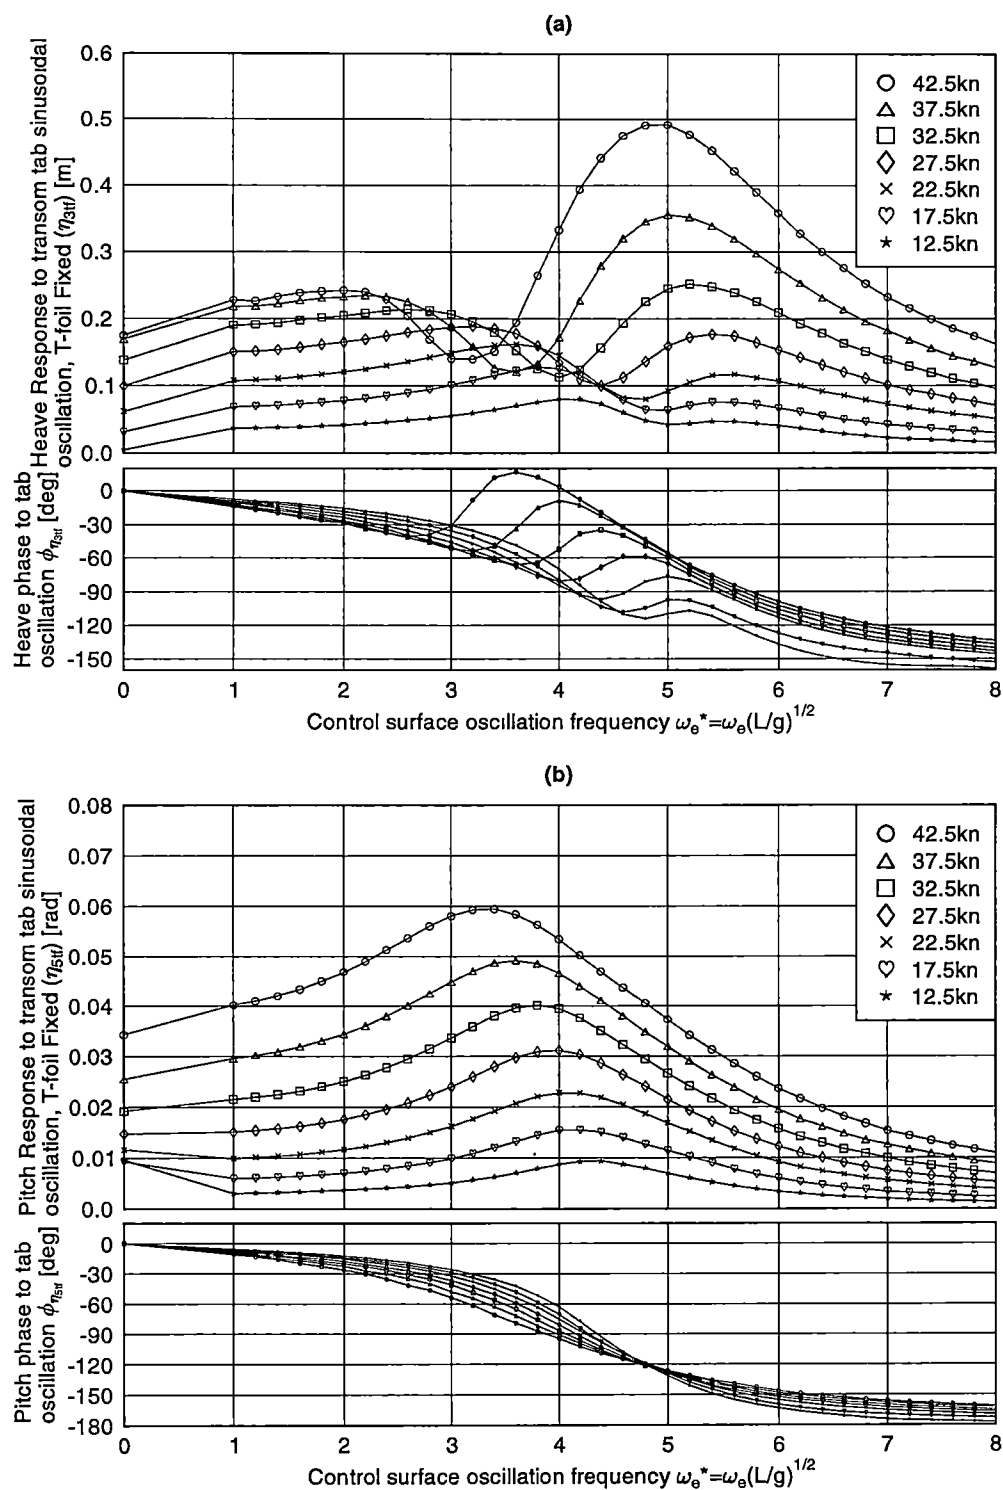 (a)
Heave Response to transom tab sinusoidal
oscillation, T-foil Fixed (η3tf) [m]
0.6
0.5
0.4
0.3
0.2
0.1
0.0
42.5kn
37.5kn
32.5kn
27.5kn
22.5kn
17.5kn
12.5kn
Heave phase to tab
oscillation ϕη3tf [deg]
0
-30
-60
-90
-120
-150
0 1 2 3 4 5 6 7 8
Control surface oscillation frequency ωe*=ωe(L/g)1/2
(b)
Pitch Response to transom tab sinusoidal
oscillation, T-foil Fixed (η5tf) [rad]
0.08
0.07
0.06
0.05
0.04
0.03
0.02
0.01
0.0
42.5kn
37.5kn
32.5kn
27.5kn
22.5kn
17.5kn
12.5kn
Pitch phase to tab
oscillation ϕη5tf [deg]
0
-30
-60
-90
-120
-150
-180
0 1 2 3 4 5 6 7 8
Control surface oscillation frequency ωe*=ωe(L/g)1/2